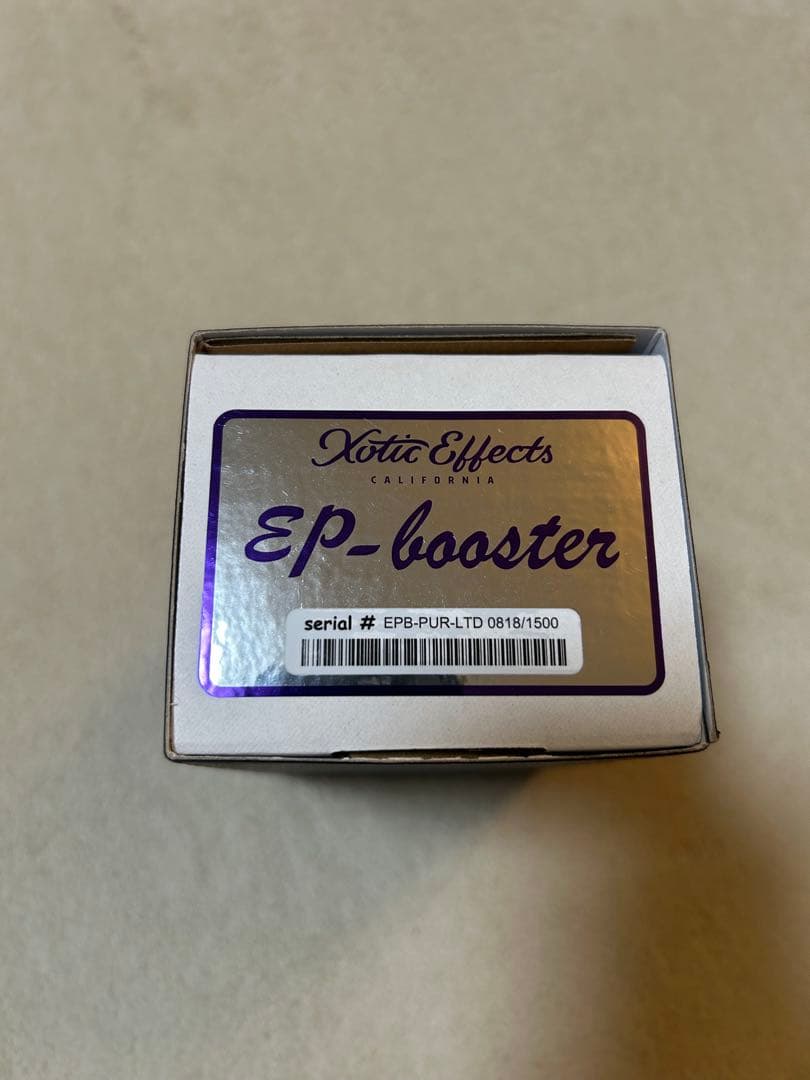 Xotic Effects
CALIFORNIA
EP-booster
serial # EPB-PUR-LTD 0818/1500